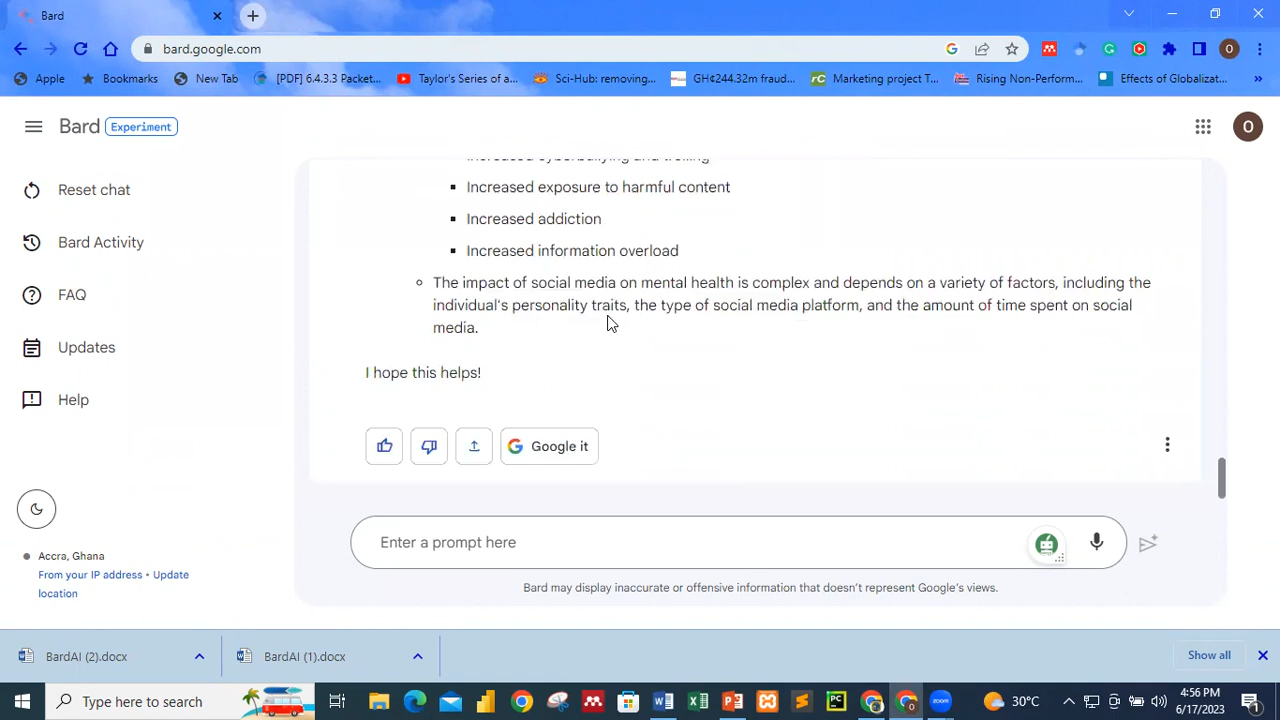 Bard
bard.google.com
Apple
Bookmarks
New Tab
[PDF] 6.4.3.3 Packet...
Taylor's Series of a...
Sci-Hub: removing...
GH¢244.32m fraud...
Marketing project T...
Rising Non-Perform...
Effects of Globalizat...
»
Bard Experiment
O
Reset chat
Bard Activity
FAQ
Updates
Help
Increased cyberbullying and trolling
Increased exposure to harmful content
Increased addiction
Increased information overload
The impact of social media on mental health is complex and depends on a variety of factors, including the
individual's personality traits, the type of social media platform, and the amount of time spent on social
media.
I hope this helps!
Google it
Enter a prompt here
Bard may display inaccurate or offensive information that doesn't represent Google's views.
Accra, Ghana
From your IP address • Update
location
BardAI (2).docx
BardAI (1).docx
Show all
Type here to search
30°C
4:56 PM
6/17/2023